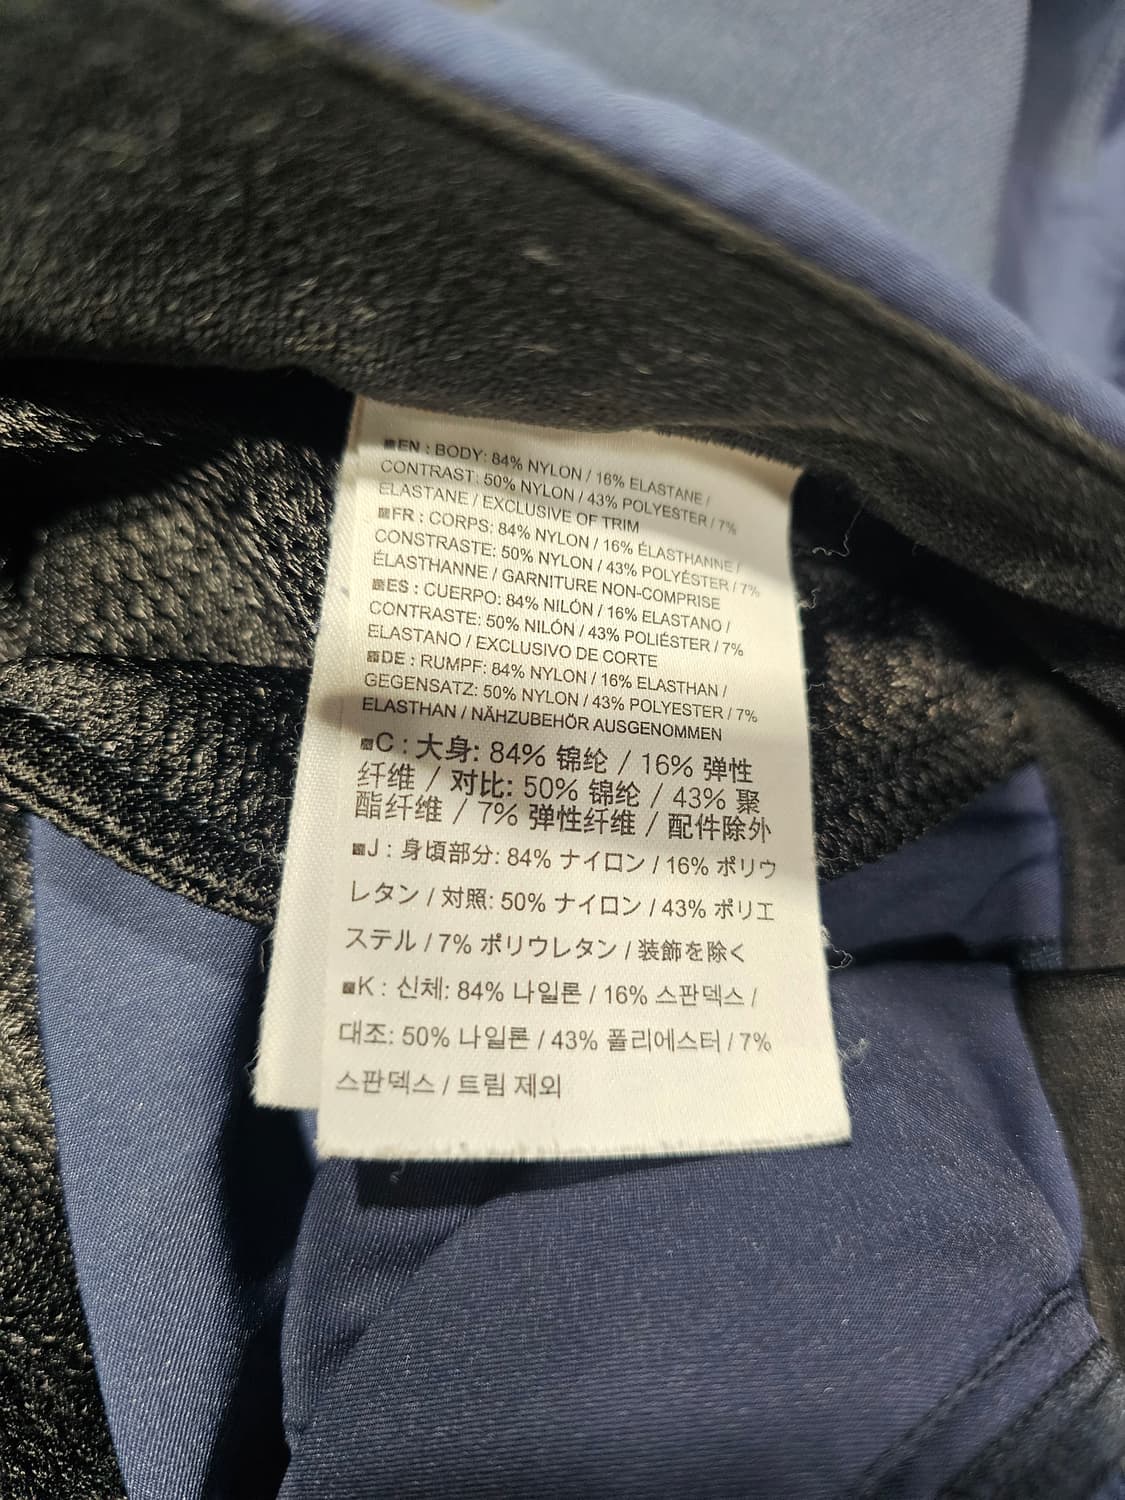 EN : BODY: 84% NYLON / 16% ELASTANE /
CONTRAST: 50% NYLON / 43% POLYESTER / 7%
ELASTANE / EXCLUSIVE OF TRIM
FR : CORPS: 84% NYLON / 16% ÉLASTHANNE /
CONSTRASTE: 50% NYLON / 43% POLYÉSTER / 7%
ÉLASTHANNE / GARNITURE NON-COMPRISE
ES : CUERPO: 84% NILÓN / 16% ELASTANO /
CONTRASTE: 50% NILÓN / 43% POLIÉSTER / 7%
ELASTANO / EXCLUSIVO DE CORTE
DE : RUMPF: 84% NYLON / 16% ELASTHAN /
GEGENSATZ: 50% NYLON / 43% POLYESTER / 7%
ELASTHAN / NÄHZUBEHÖR AUSGENOMMEN
C : 大身: 84% 锦纶 / 16% 弹性
纤维 / 对比: 50% 锦纶 / 43% 聚
酯纤维 / 7% 弹性纤维 / 配件除外
J : 身頃部分: 84% ナイロン / 16% ポリウ
レタン / 対照: 50% ナイロン / 43% ポリエ
ステル / 7% ポリウレタン / 装飾を除く
K : 신체: 84% 나일론 / 16% 스판덱스 /
대조: 50% 나일론 / 43% 폴리에스터 / 7%
스판덱스 / 트림 제외